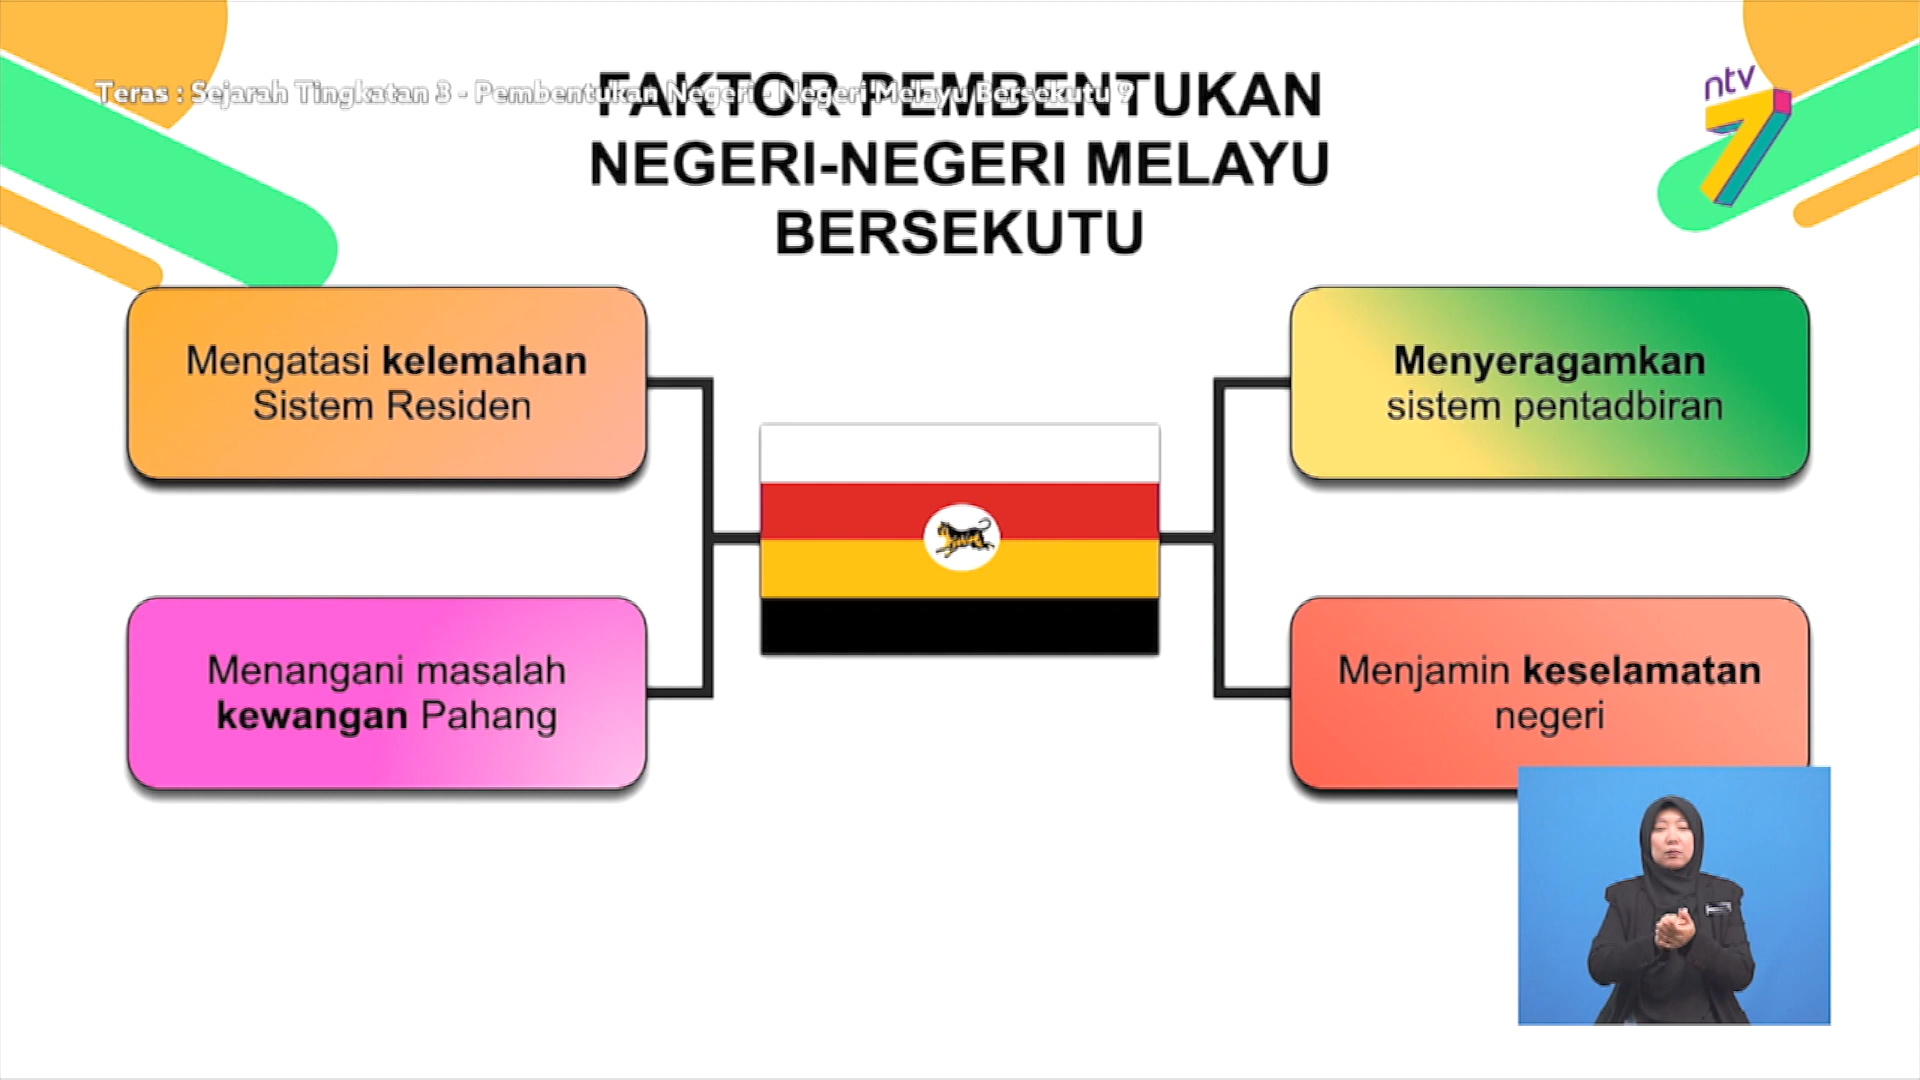 Teras : Sejarah Tingkatan 3 - Pembentukan Negeri - Negeri Melayu Bersekutu ?
FAKTOR PEMBENTUKAN
NEGERI-NEGERI MELAYU
BERSEKUTU
ntv
7
Mengatasi kelemahan
Sistem Residen
Menyeragamkan
sistem pentadbiran
Menangani masalah
kewangan Pahang
Menjamin keselamatan
negeri